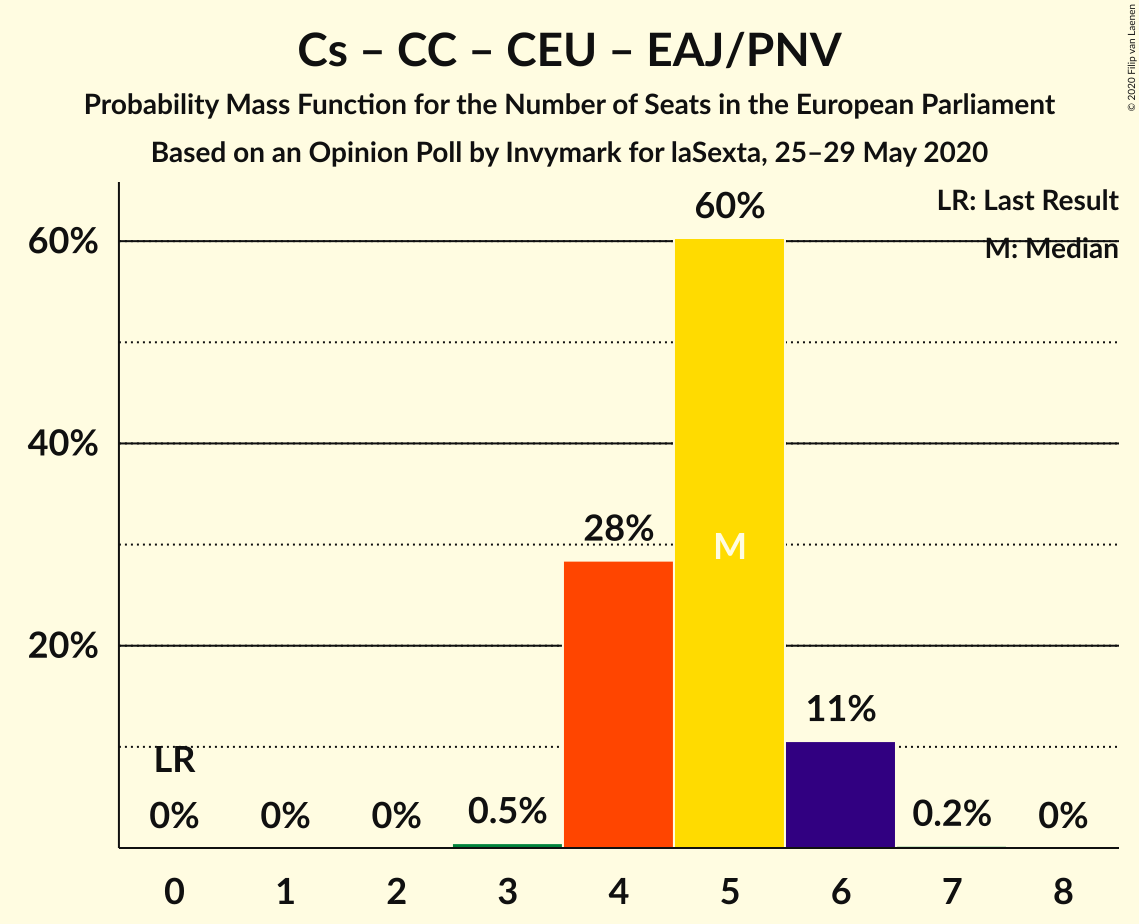 Cs – CC – CEU – EAJ/PNV
Probability Mass Function for the Number of Seats in the European Parliament
Based on an Opinion Poll by Invymark for laSexta, 25–29 May 2020
© 2020 Filip van Laenen
LR: Last Result
M: Median
60%
40%
20%
LR
M
0%
0%
0%
0.5%
28%
60%
11%
0.2%
0%
0 1 2 3 4 5 6 7 8